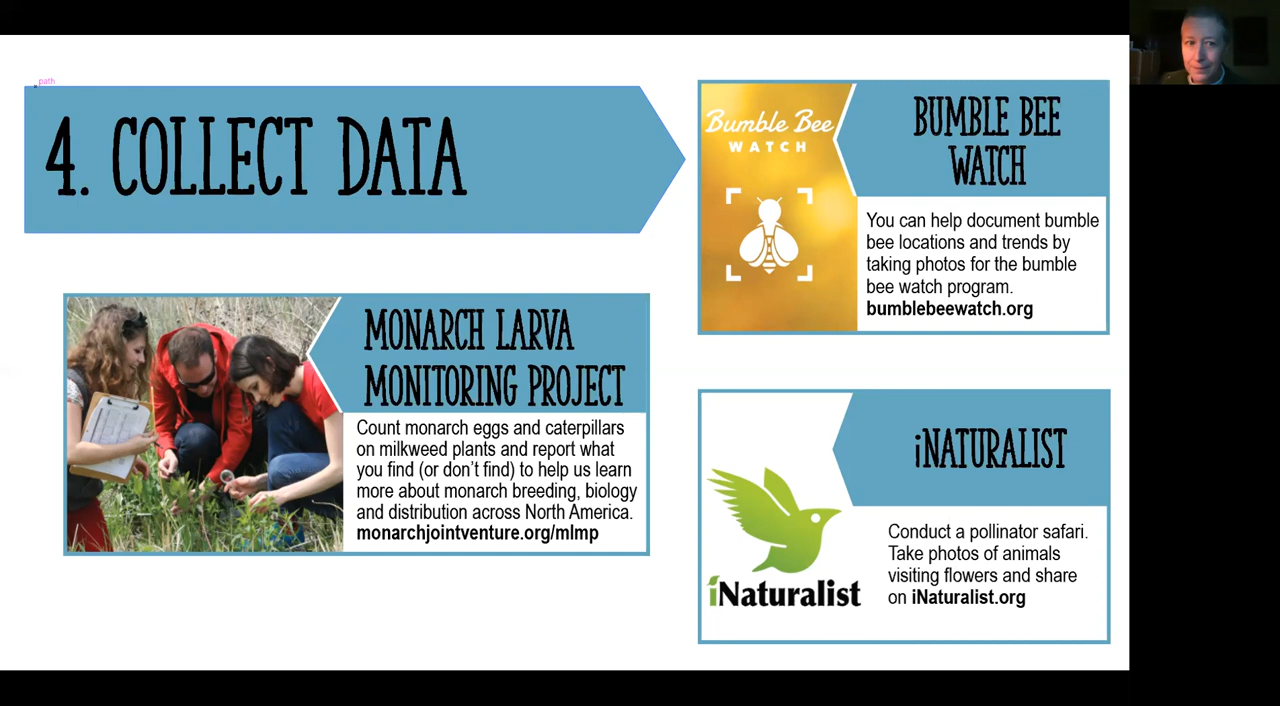 path
4. COLLECT DATA
MONARCH LARVA
MONITORING PROJECT
Count monarch eggs and caterpillars
on milkweed plants and report what
you find (or don't find) to help us learn
more about monarch breeding, biology
and distribution across North America.
monarchjointventure.org/mlmp
Bumble Bee
WATCH
BUMBLE BEE
WATCH
You can help document bumble
bee locations and trends by
taking photos for the bumble
bee watch program.
bumblebeewatch.org
iNaturalist
iNATURALIST
Conduct a pollinator safari.
Take photos of animals
visiting flowers and share
on iNaturalist.org